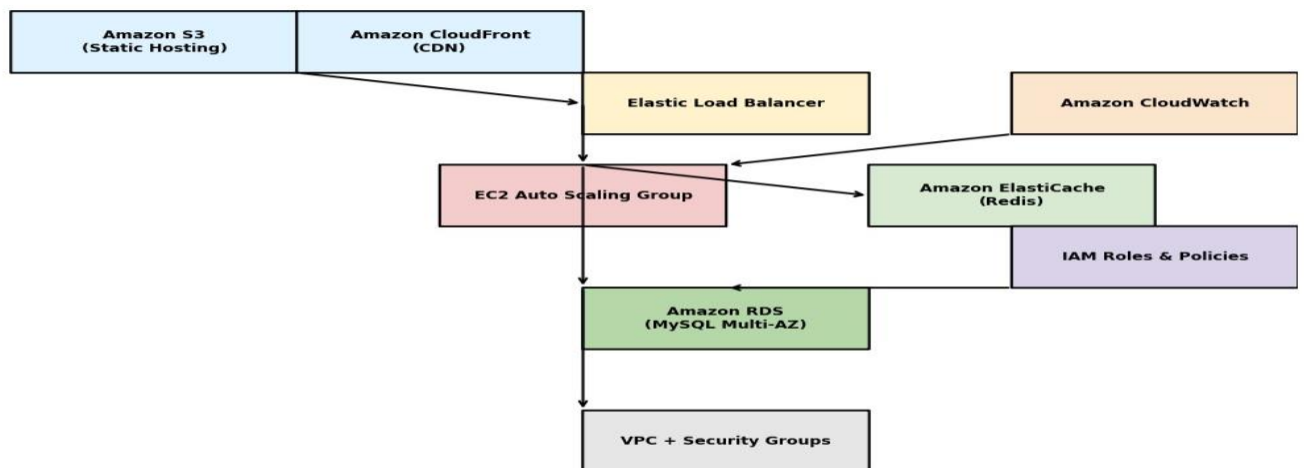 Amazon S3
(Static Hosting)
Amazon CloudFront
(CDN)
Elastic Load Balancer
Amazon CloudWatch
EC2 Auto Scaling Group
Amazon ElastiCache
(Redis)
IAM Roles & Policies
Amazon RDS
(MySQL Multi-AZ)
VPC + Security Groups